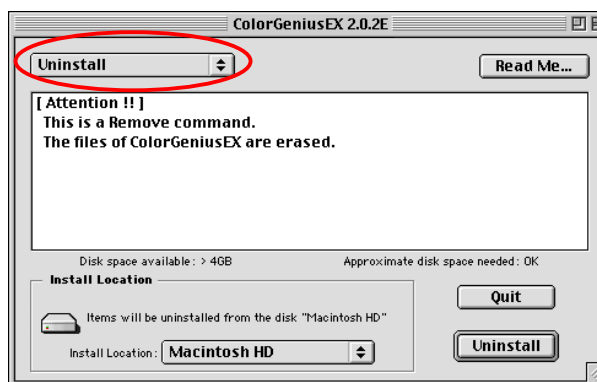 ColorGeniusEX 2.0.2E
Uninstall
Read Me...
[ Attention !! ]
This is a Remove command.
The files of ColorGeniusEX are erased.
Disk space available: > 4GB Approximate disk space needed: OK
Install Location
Items will be uninstalled from the disk "Macintosh HD"
Quit
Install Location: Macintosh HD
Uninstall